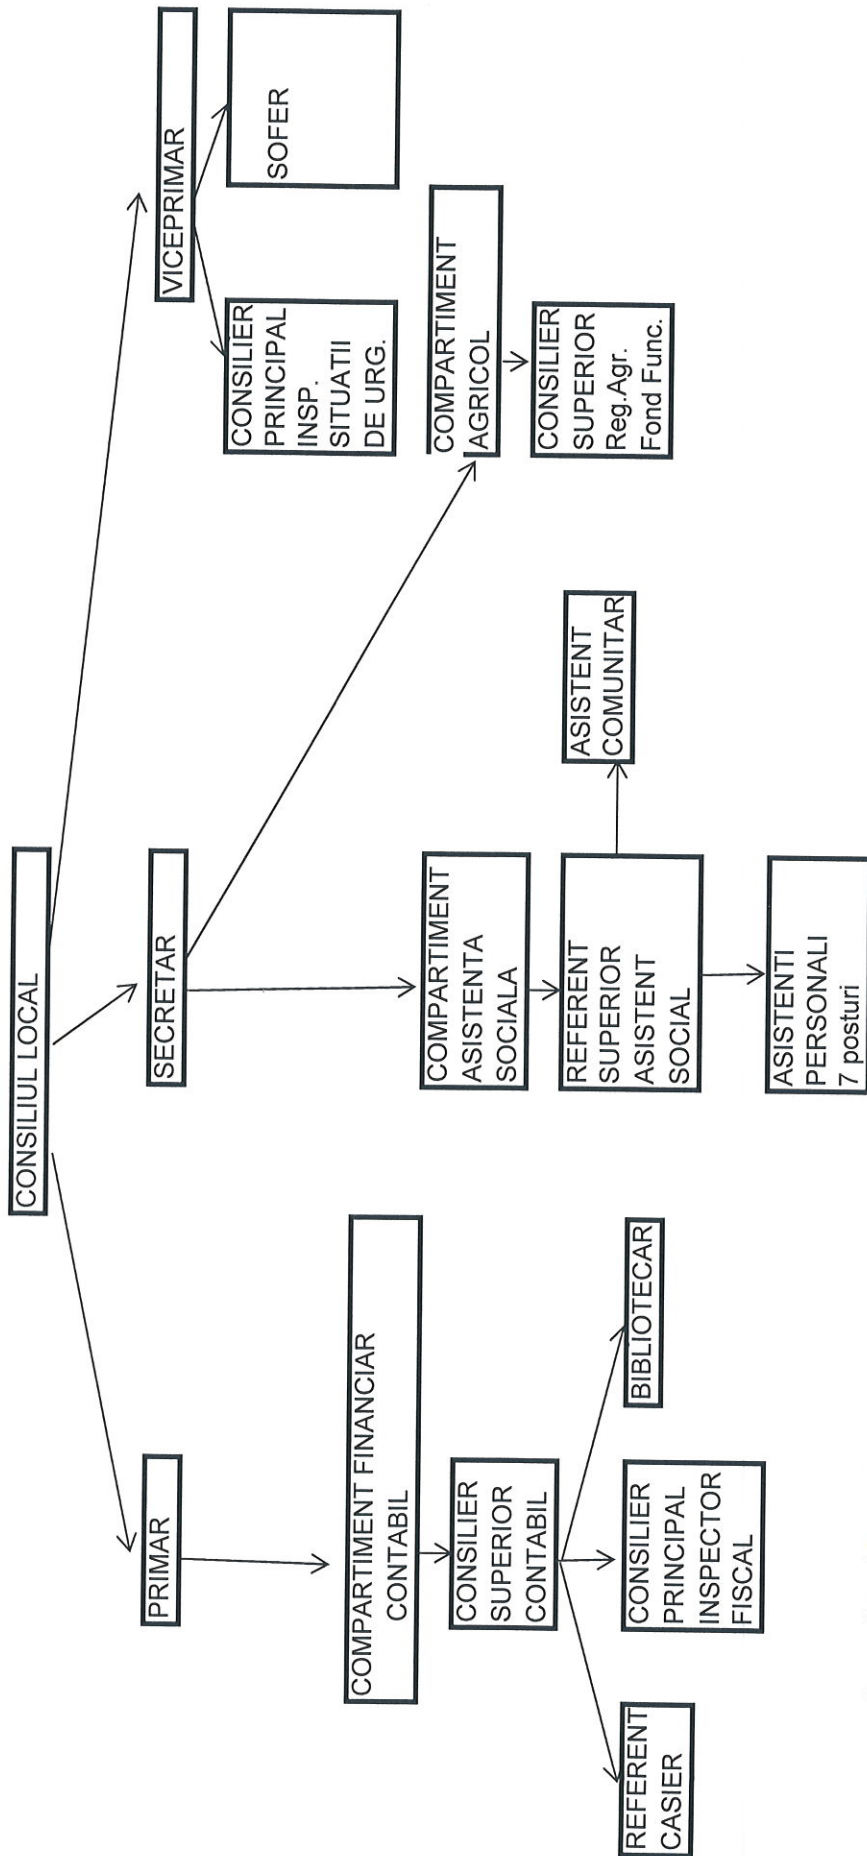 CONSILIUL LOCAL
PRIMAR
SECRETAR
VICEPRIMAR
COMPARTIMENT FINANCIAR
CONTABIL
CONSILIER
SUPERIOR
CONTABIL
REFERENT
CASIER
CONSILIER
PRINCIPAL
INSPECTOR
FISCAL
BIBLIOTECAR
COMPARTIMENT
ASISTENTA
SOCIALA
REFERENT
SUPERIOR
ASISTENT
SOCIAL
ASISTENT
COMUNITAR
ASISTENTI
PERSONALI
7 posturi
CONSILIER
PRINCIPAL
INSP.
SITUATII
DE URG.
SOFER
COMPARTIMENT
AGRICOL
CONSILIER
SUPERIOR
Reg.Agr.
Fond Func.